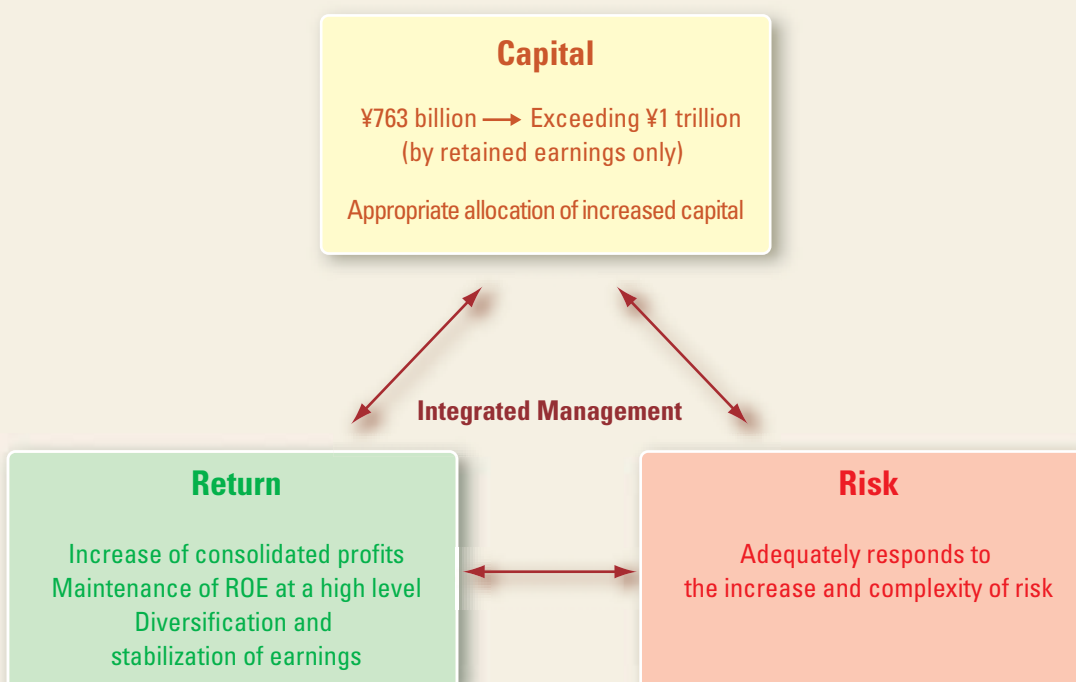 Capital
¥763 billion → Exceeding ¥1 trillion
(by retained earnings only)
Appropriate allocation of increased capital
Integrated Management
Return
Increase of consolidated profits
Maintenance of ROE at a high level
Diversification and
stabilization of earnings
Risk
Adequately responds to
the increase and complexity of risk